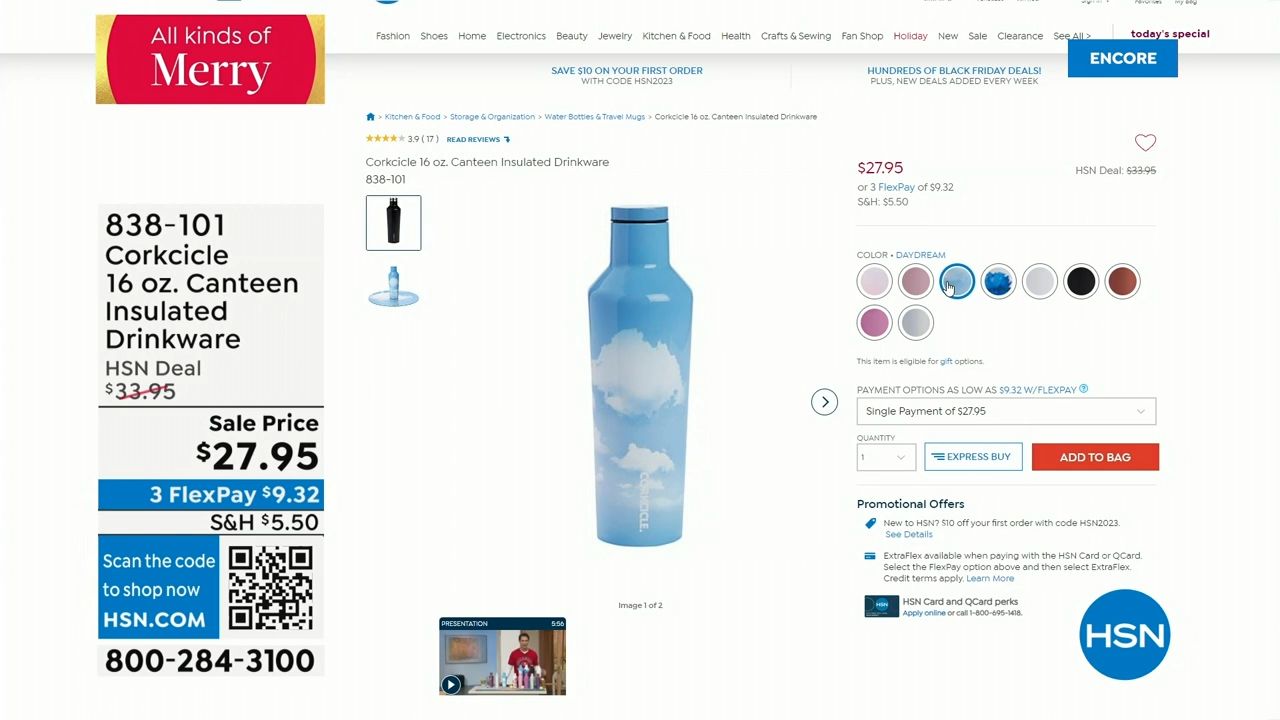 All kinds of
Merry
Fashion Shoes Home Electronics Beauty Jewelry Kitchen & Food Health Crafts & Sewing Fan Shop Holiday New Sale Clearance See All >
today's special
ENCORE
SAVE $10 ON YOUR FIRST ORDER
WITH CODE HSN2023
HUNDREDS OF BLACK FRIDAY DEALS!
PLUS, NEW DEALS ADDED EVERY WEEK
> Kitchen & Food > Storage & Organization > Water Bottles & Travel Mugs > Corkcicle 16 oz. Canteen Insulated Drinkware
3.9 ( 17 ) READ REVIEWS
Corkcicle 16 oz. Canteen Insulated Drinkware
838-101
$27.95
HSN Deal: $33.95
or 3 FlexPay of $9.32
S&H: $5.50
COLOR • DAYDREAM
This item is eligible for gift options.
PAYMENT OPTIONS AS LOW AS $9.32 W/FLEXPAY ?
Single Payment of $27.95
QUANTITY
1
EXPRESS BUY
ADD TO BAG
Promotional Offers
New to HSN? $10 off your first order with code HSN2023.
See Details
ExtraFlex available when paying with the HSN Card or QCard.
Select the FlexPay option above and then select ExtraFlex.
Credit terms apply. Learn More
HSN
HSN Card and QCard perks
Apply online or call 1-800-695-1418.
HSN
CORKCICLE.
Image 1 of 2
PRESENTATION 5:56
838-101
Corkcicle
16 oz. Canteen
Insulated
Drinkware
HSN Deal
$33.95
Sale Price
$27.95
3 FlexPay $9.32
S&H $5.50
Scan the code
to shop now
HSN.COM
800-284-3100